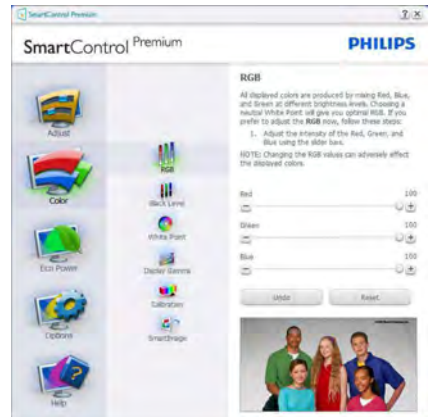 SmartControl Premium
SmartControl Premium
PHILIPS
Adjust
Color
Eco Power
Options
Help
RGB
Black Level
White Point
Display Gamma
Calibration
SmartImage
RGB
All displayed colors are produced by mixing Red, Blue,
and Green at different brightness levels. Choosing a
neutral White Point will give you optimal RGB. If you
prefer to adjust the RGB now, follow these steps:
1. Adjust the intensity of the Red, Green, and
Blue using the slider bars.
NOTE: Changing the RGB values can adversely effect
the displayed colors.
Red 100
Green 100
Blue 100
Undo Reset